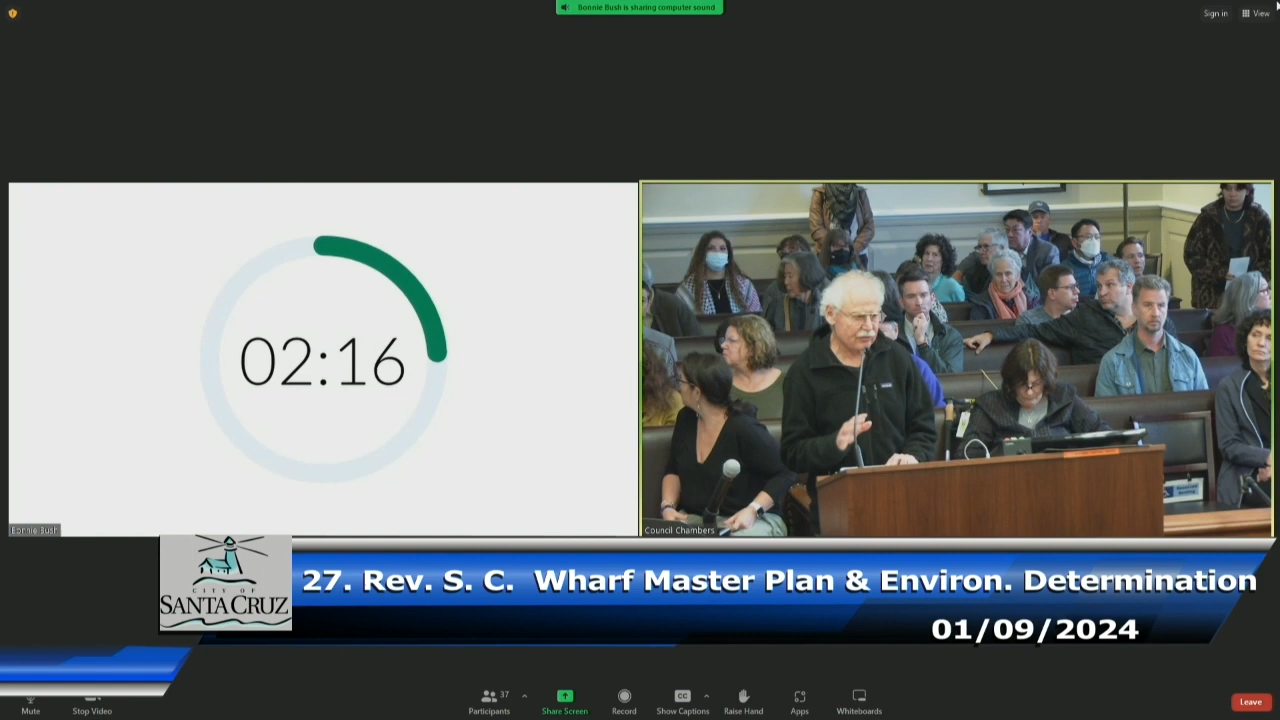 Bonnie Bush is sharing computer sound
Sign in
View
02:16
Bonnie Bush
Council Chambers
CITY OF
SANTA CRUZ
27. Rev. S. C. Wharf Master Plan & Environ. Determination
01/09/2024
Mute
Stop Video
37
Participants
Share Screen
Record
CC
Show Captions
Raise Hand
Apps
Whiteboards
Leave